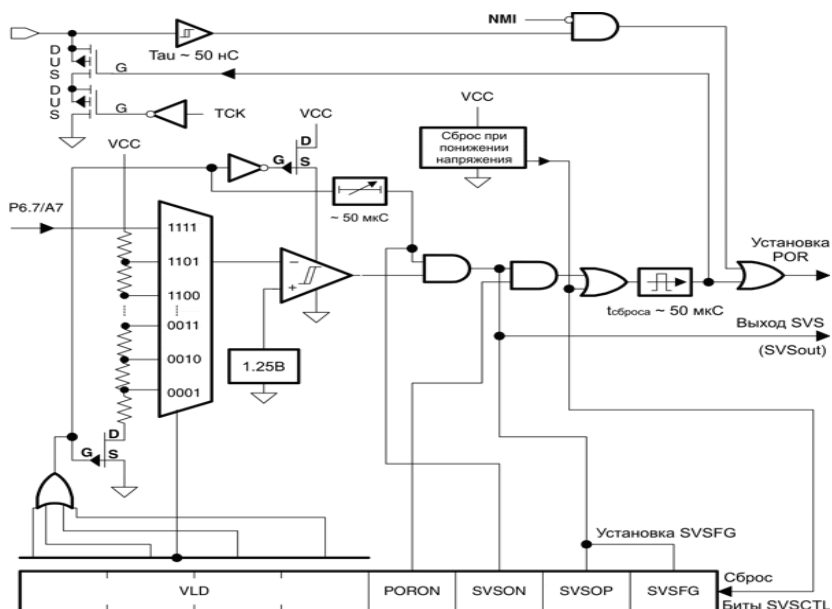 NMI
D
U
S
G
Tau ~ 50 нС
D
U
S
G
TCK
VCC
VCC
VCC
Сброс при
понижении
напряжения
D
G
S
~ 50 мкС
P6.7/A7
1111
1101
1100
0011
0010
0001
−
+
1.25В
Установка
POR
tсброса ~ 50 мкС
Выход SVS
(SVSout)
D
G
S
Установка SVSFG
VLD
PORON
SVSON
SVSOP
SVSFG
Сброс
Биты SVSCTL